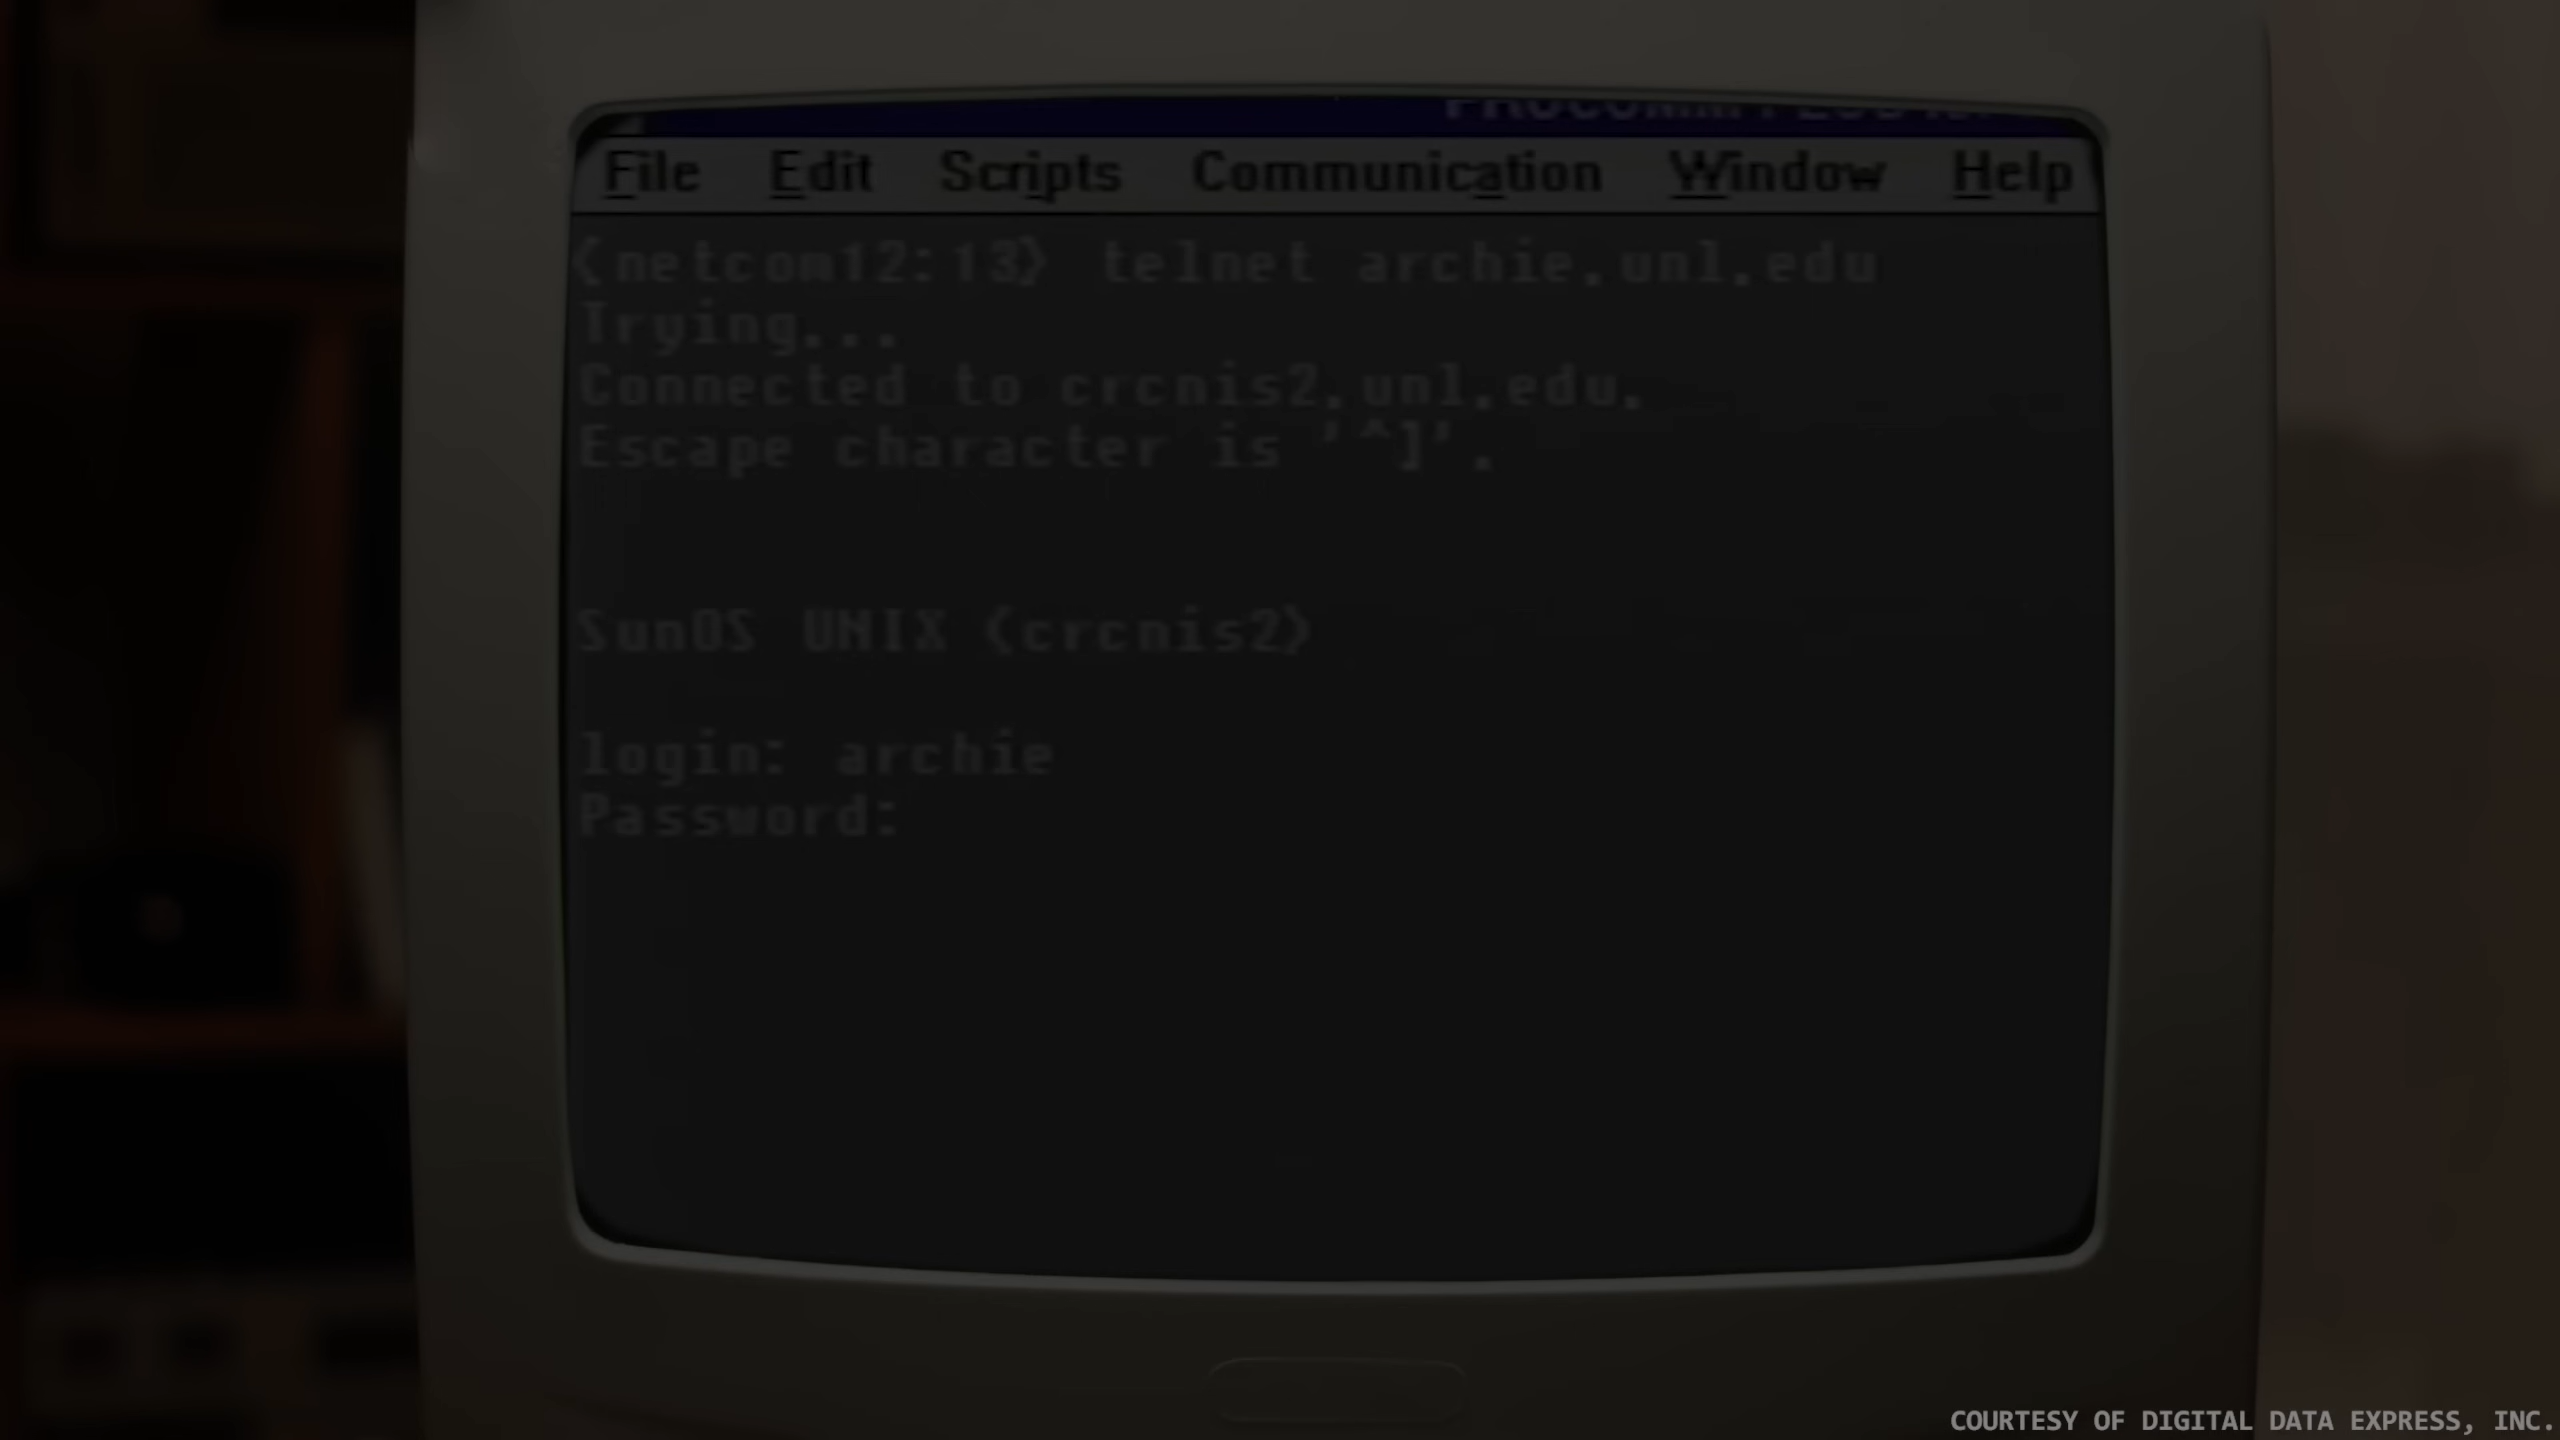 File Edit Scripts Communication Window Help
{netcom12:13} telnet archie.unl.edu
Trying...
Connected to crcnis2.unl.edu.
Escape character is '^]'.
SunOS UNIX (crcnis2)
login: archie
Password:
COURTESY OF DIGITAL DATA EXPRESS, INC.